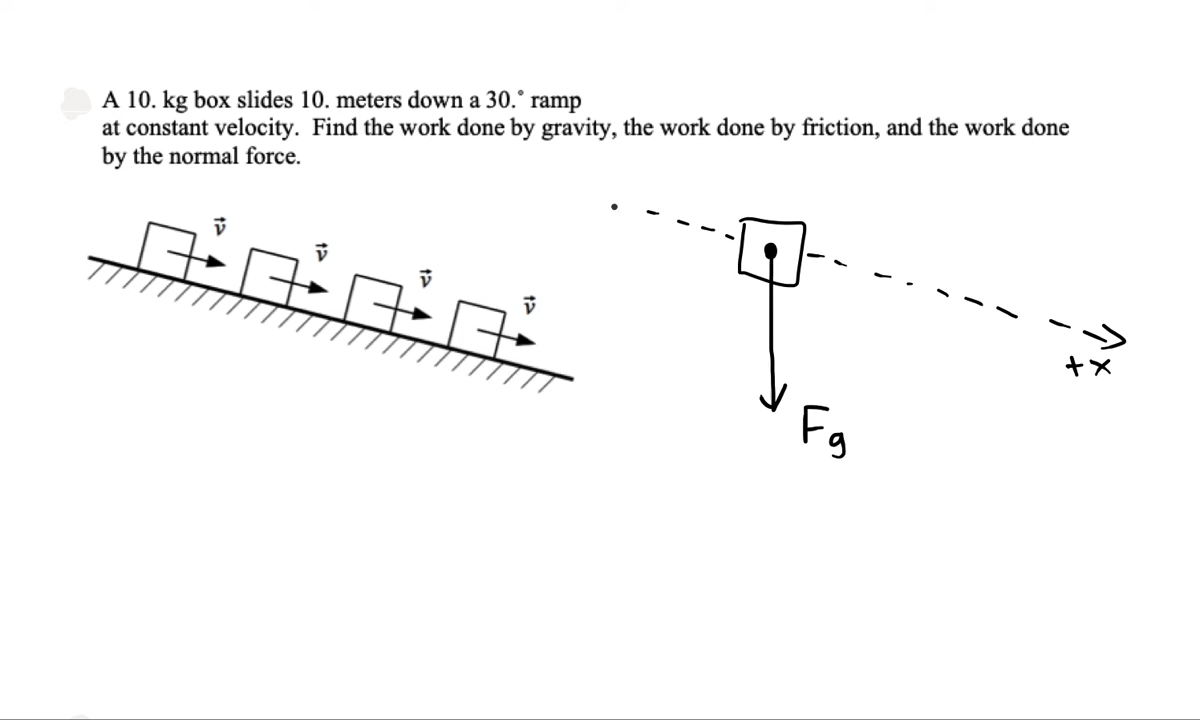 A 10. kg box slides 10. meters down a 30.° ramp
at constant velocity.  Find the work done by gravity, the work done by friction, and the work done
by the normal force.
v⃗
v⃗
v⃗
v⃗
+x
Fg